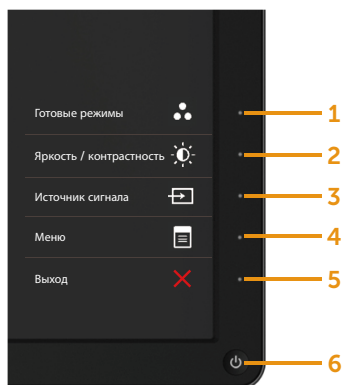 Готовые режимы 1
Яркость / контрастность 2
Источник сигнала 3
Меню 4
Выход 5
6